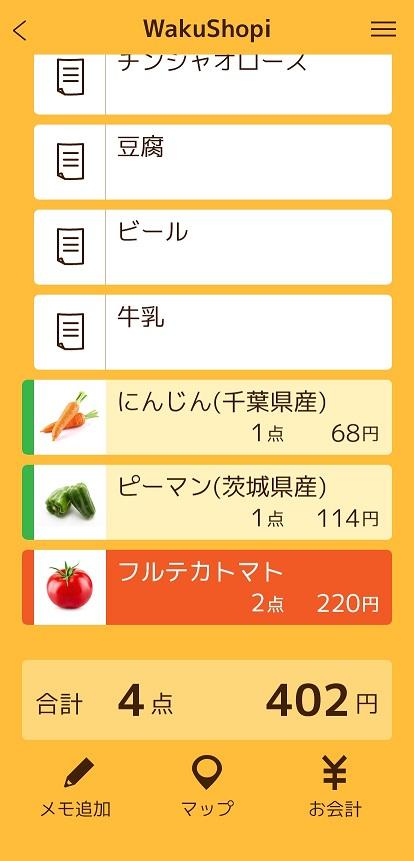 WakuShopi
チンジャオロース
豆腐
ビール
牛乳
にんじん(千葉県産)
1点 68円
ピーマン(茨城県産)
1点 114円
フルテカトマト
2点 220円
合計 4点 402円
メモ追加 マップ お会計